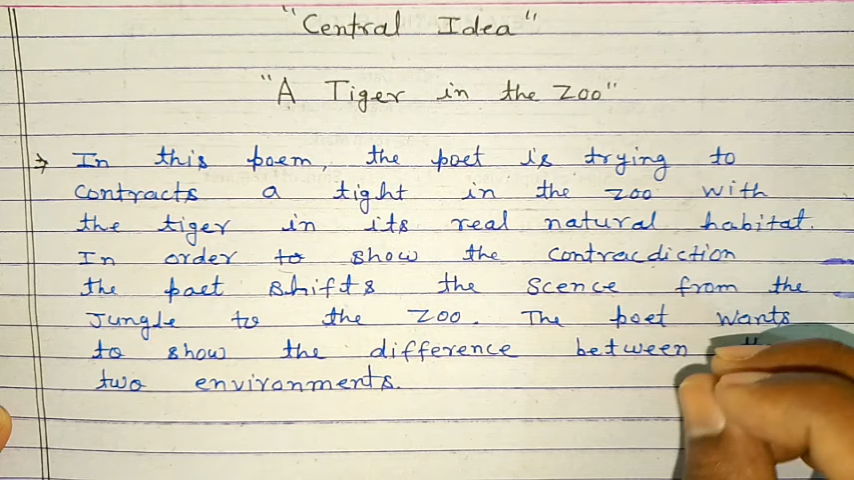 "Central Idea"
"A Tiger in the Zoo"
⇒ In this poem, the poet is trying to
contracts a tight in the zoo with
the tiger in its real natural habitat.
In order to show the contracdiction
the paet shifts the scence from the
Jungle to the Zoo. The poet wants
to show the difference between
two environments.